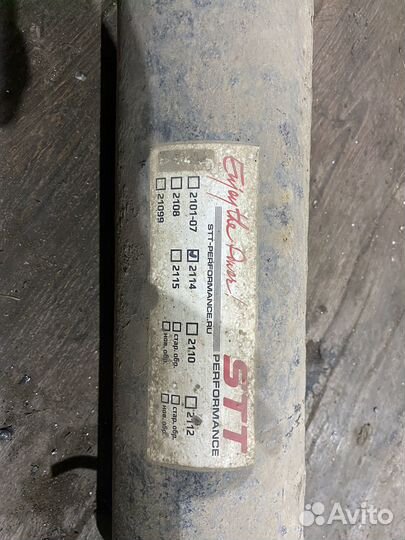 Enjoy the Power!
STT
STT-PERFORMANCE.RU PERFORMANCE
2101-07
2108
21099
2114
2115
2110
стар. обр.
нов. обр.
2112
стар. обр.
нов. обр.
Avito